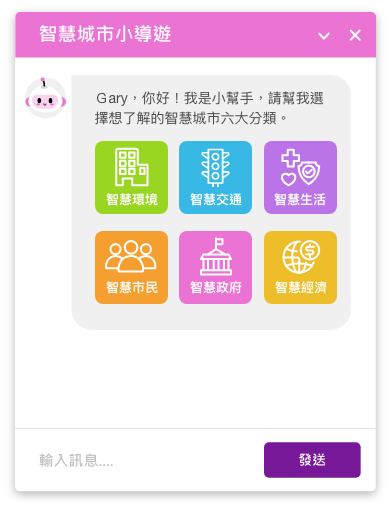 智慧城市小導遊
Gary，你好！我是小幫手，請幫我選
擇想了解的智慧城市六大分類。
智慧環境
智慧交通
智慧生活
智慧市民
智慧政府
智慧經濟
輸入訊息....
發送